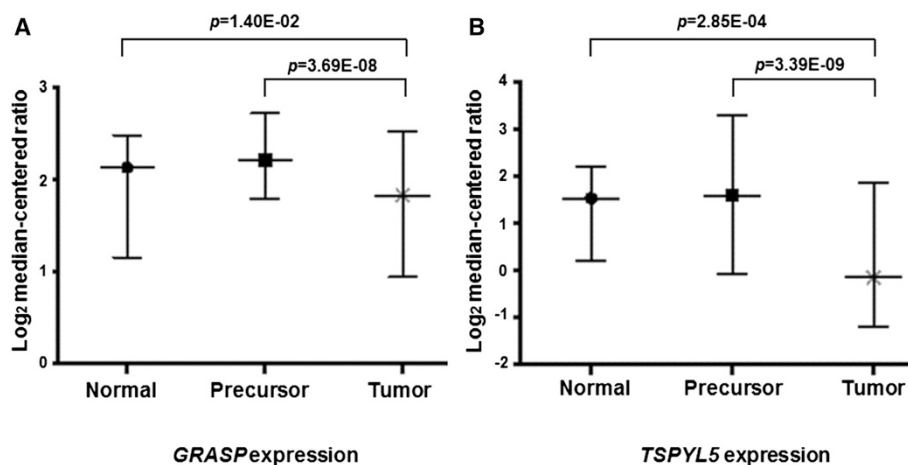 A
p=1.40E-02
p=3.69E-08
Log2 median-centered ratio
3
2
1
0
Normal Precursor Tumor
GRASP expression
B
p=2.85E-04
p=3.39E-09
Log2 median-centered ratio
4
3
2
1
0
-1
-2
Normal Precursor Tumor
TSPYL5 expression